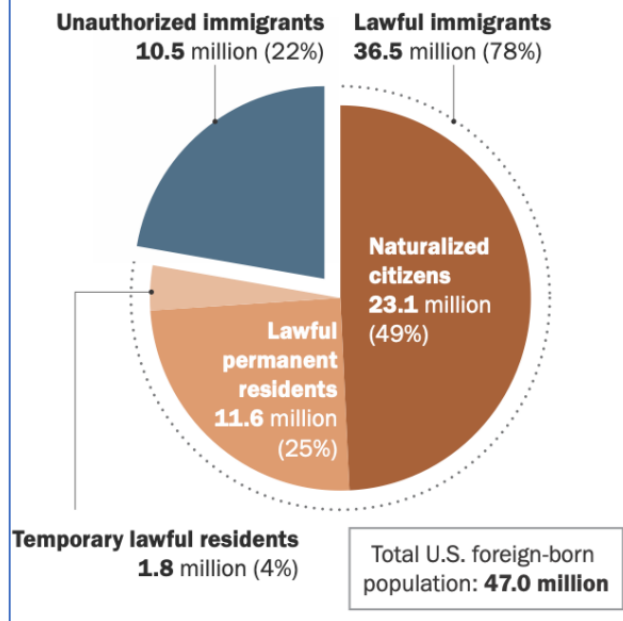 Unauthorized immigrants
10.5 million (22%)
Lawful immigrants
36.5 million (78%)
Naturalized
citizens
23.1 million
(49%)
Lawful
permanent
residents
11.6 million
(25%)
Temporary lawful residents
1.8 million (4%)
Total U.S. foreign-born
population: 47.0 million